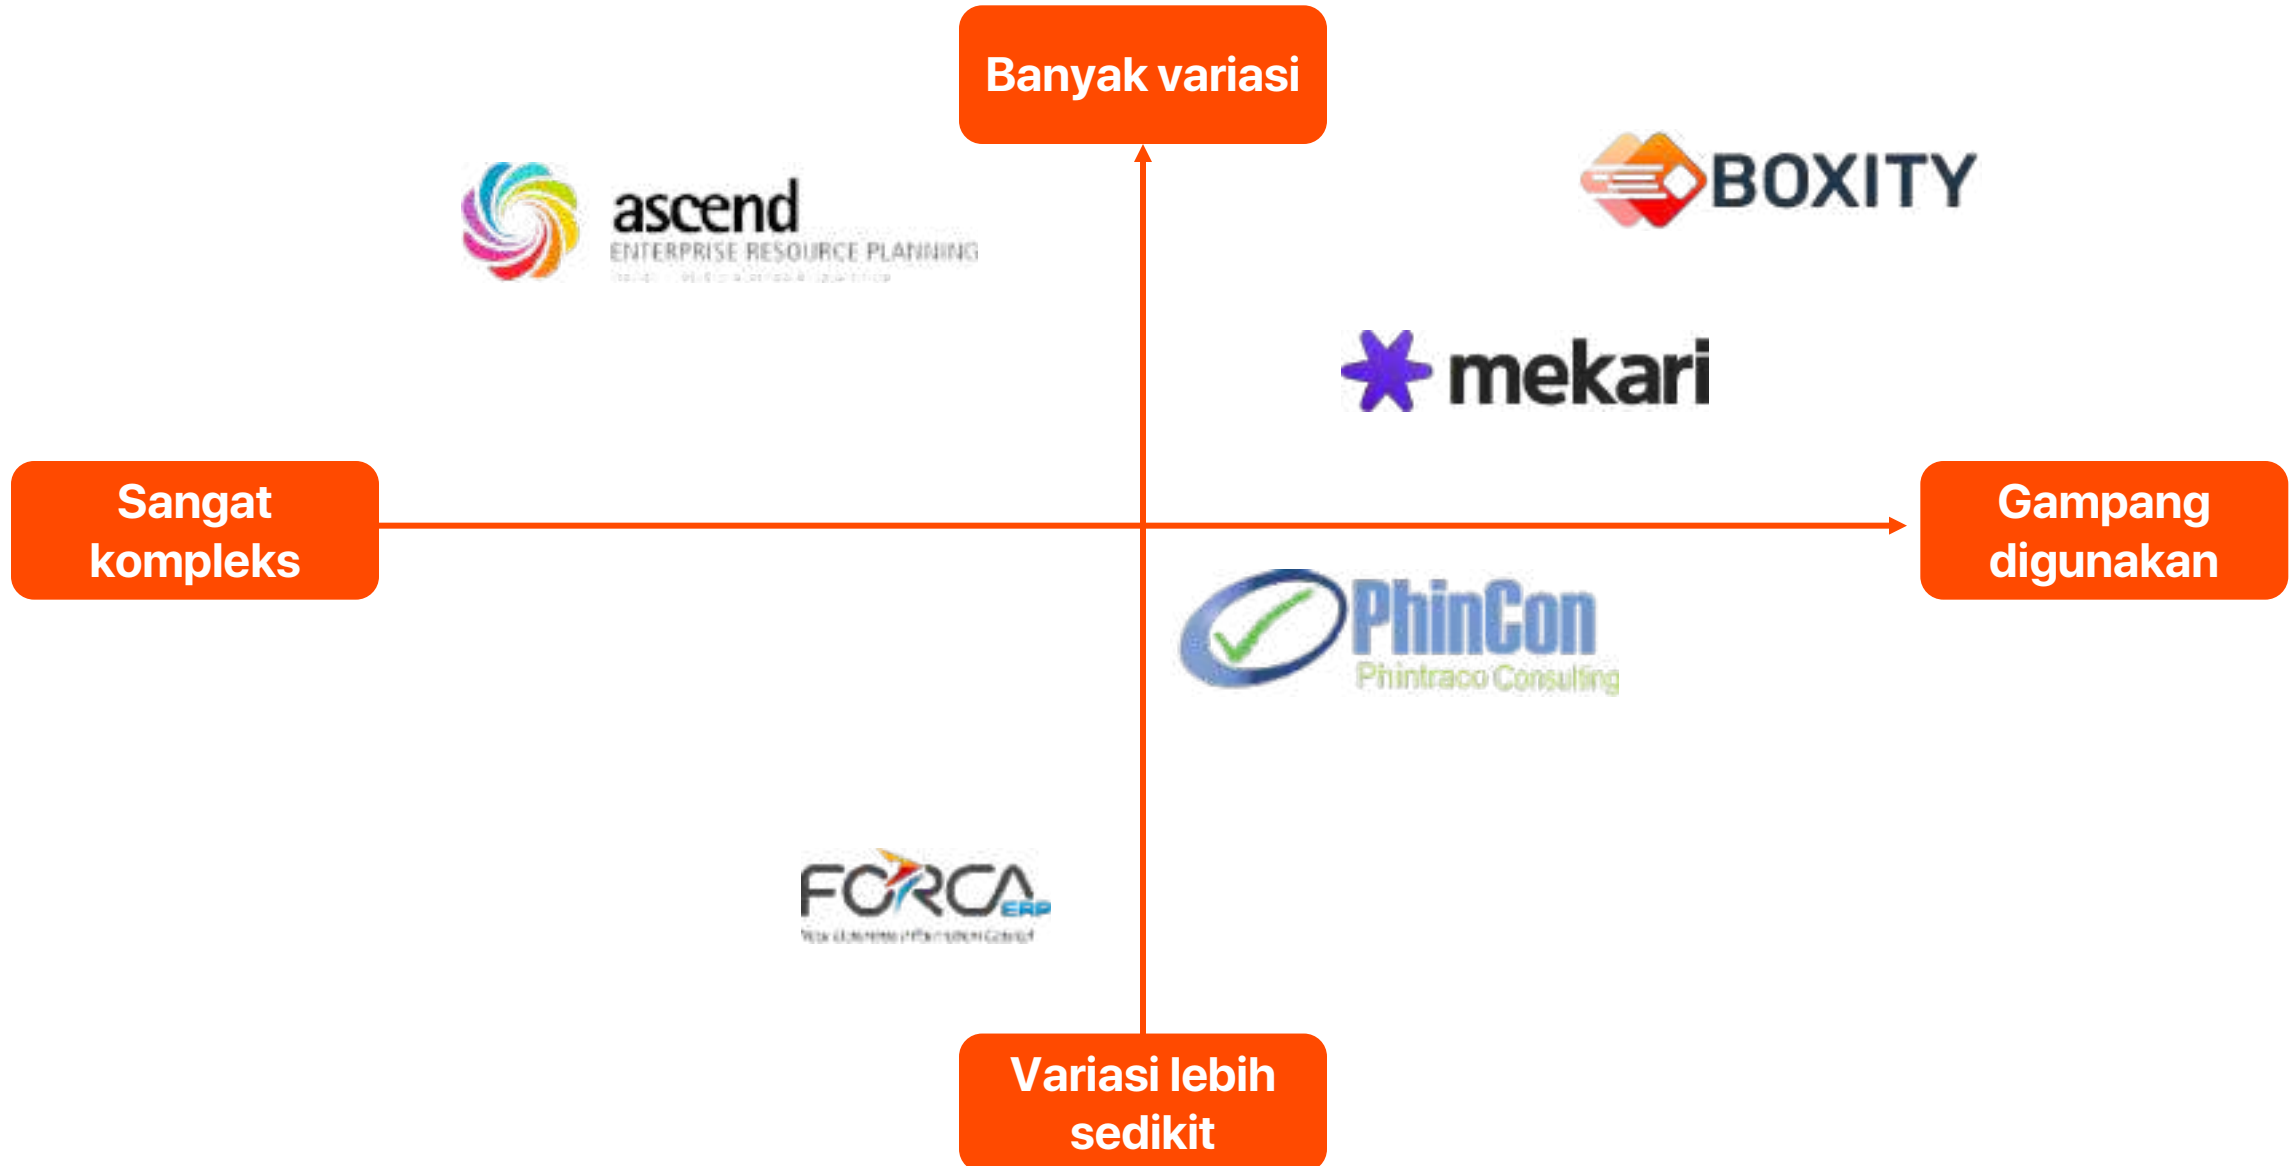 Banyak variasi
BOXITY
ascend
ENTERPRISE RESOURCE PLANNING
mekari
Sangat
kompleks
Gampang
digunakan
PhinCon
Phintraco Consulting
FORCA
ERP
Variasi lebih
sedikit